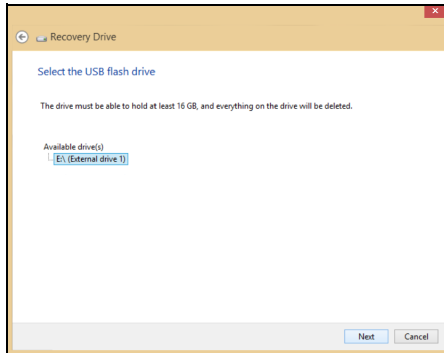 Recovery Drive
Select the USB flash drive
The drive must be able to hold at least 16 GB, and everything on the drive will be deleted.
Available drive(s)
E:\ (External drive 1)
Next
Cancel